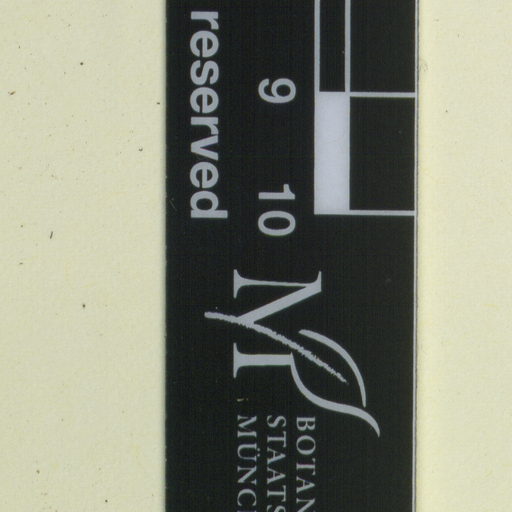 9 10
reserved
BOTAN
STAATS
MÜNC